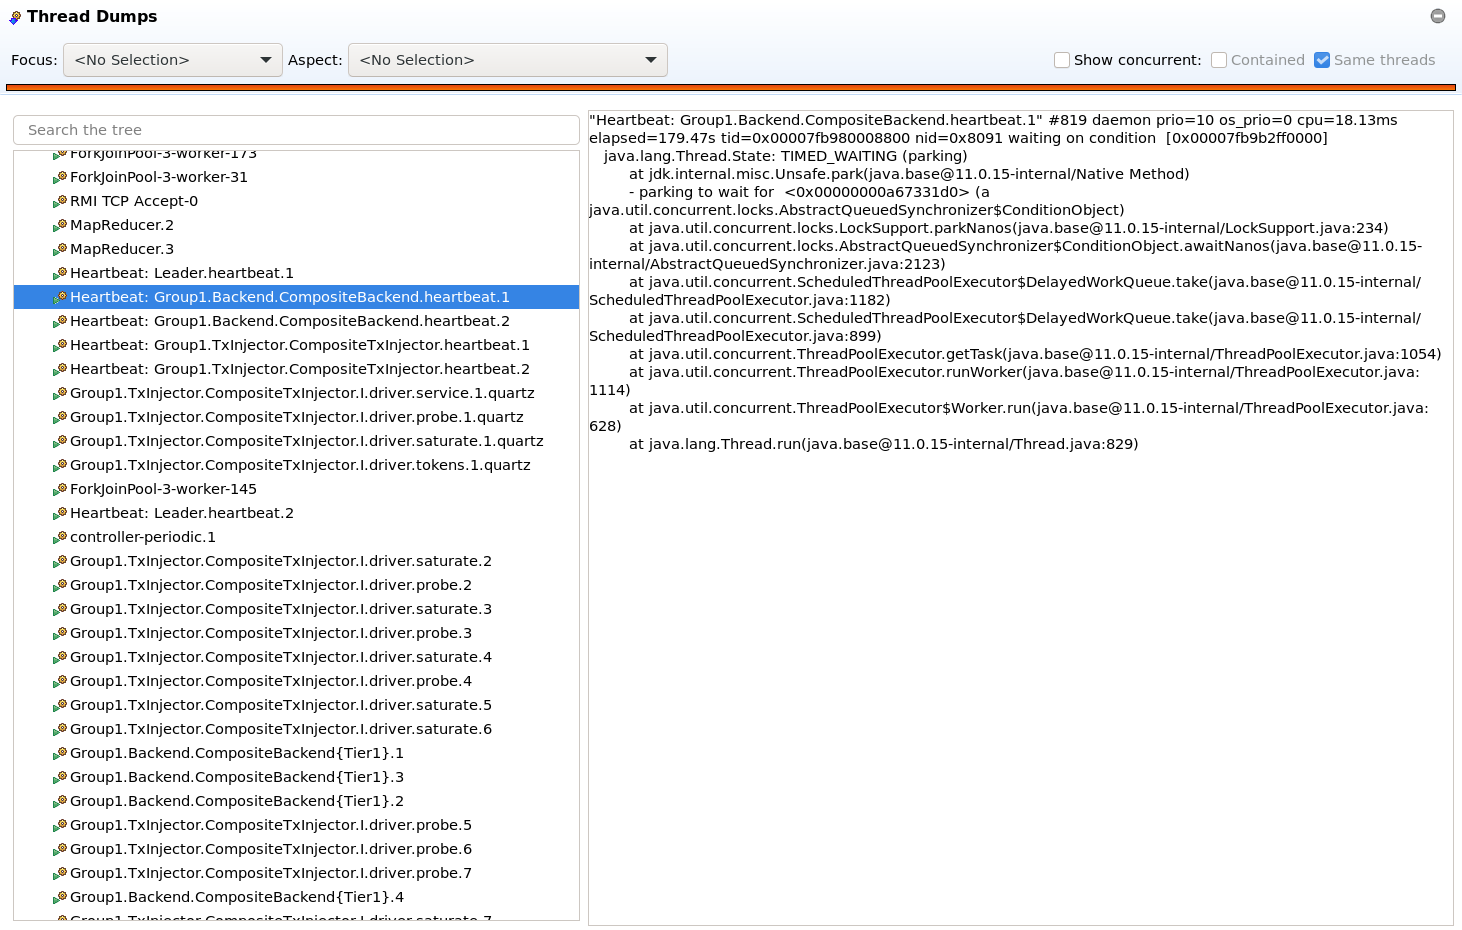 Thread Dumps
Focus: <No Selection> Aspect: <No Selection> Show concurrent: Contained Same threads
Search the tree
ForkJoinPool-3-worker-173
ForkJoinPool-3-worker-31
RMI TCP Accept-0
MapReducer.2
MapReducer.3
Heartbeat: Leader.heartbeat.1
Heartbeat: Group1.Backend.CompositeBackend.heartbeat.1
Heartbeat: Group1.Backend.CompositeBackend.heartbeat.2
Heartbeat: Group1.TxInjector.CompositeTxInjector.heartbeat.1
Heartbeat: Group1.TxInjector.CompositeTxInjector.heartbeat.2
Group1.TxInjector.CompositeTxInjector.I.driver.service.1.quartz
Group1.TxInjector.CompositeTxInjector.I.driver.probe.1.quartz
Group1.TxInjector.CompositeTxInjector.I.driver.saturate.1.quartz
Group1.TxInjector.CompositeTxInjector.I.driver.tokens.1.quartz
ForkJoinPool-3-worker-145
Heartbeat: Leader.heartbeat.2
controller-periodic.1
Group1.TxInjector.CompositeTxInjector.I.driver.saturate.2
Group1.TxInjector.CompositeTxInjector.I.driver.probe.2
Group1.TxInjector.CompositeTxInjector.I.driver.saturate.3
Group1.TxInjector.CompositeTxInjector.I.driver.probe.3
Group1.TxInjector.CompositeTxInjector.I.driver.saturate.4
Group1.TxInjector.CompositeTxInjector.I.driver.probe.4
Group1.TxInjector.CompositeTxInjector.I.driver.saturate.5
Group1.TxInjector.CompositeTxInjector.I.driver.saturate.6
Group1.Backend.CompositeBackend{Tier1}.1
Group1.Backend.CompositeBackend{Tier1}.3
Group1.Backend.CompositeBackend{Tier1}.2
Group1.TxInjector.CompositeTxInjector.I.driver.probe.5
Group1.TxInjector.CompositeTxInjector.I.driver.probe.6
Group1.TxInjector.CompositeTxInjector.I.driver.probe.7
Group1.Backend.CompositeBackend{Tier1}.4
Group1.TxInjector.CompositeTxInjector.I.driver.saturate.7
"Heartbeat: Group1.Backend.CompositeBackend.heartbeat.1" #819 daemon prio=10 os_prio=0 cpu=18.13ms
elapsed=179.47s tid=0x00007fb980008800 nid=0x8091 waiting on condition  [0x00007fb9b2ff0000]
java.lang.Thread.State: TIMED_WAITING (parking)
at jdk.internal.misc.Unsafe.park(java.base@11.0.15-internal/Native Method)
- parking to wait for  <0x00000000a67331d0> (a
java.util.concurrent.locks.AbstractQueuedSynchronizer$ConditionObject)
at java.util.concurrent.locks.LockSupport.parkNanos(java.base@11.0.15-internal/LockSupport.java:234)
at java.util.concurrent.locks.AbstractQueuedSynchronizer$ConditionObject.awaitNanos(java.base@11.0.15-
internal/AbstractQueuedSynchronizer.java:2123)
at java.util.concurrent.ScheduledThreadPoolExecutor$DelayedWorkQueue.take(java.base@11.0.15-internal/
ScheduledThreadPoolExecutor.java:1182)
at java.util.concurrent.ScheduledThreadPoolExecutor$DelayedWorkQueue.take(java.base@11.0.15-internal/
ScheduledThreadPoolExecutor.java:899)
at java.util.concurrent.ThreadPoolExecutor.getTask(java.base@11.0.15-internal/ThreadPoolExecutor.java:1054)
at java.util.concurrent.ThreadPoolExecutor.runWorker(java.base@11.0.15-internal/ThreadPoolExecutor.java:
1114)
at java.util.concurrent.ThreadPoolExecutor$Worker.run(java.base@11.0.15-internal/ThreadPoolExecutor.java:
628)
at java.lang.Thread.run(java.base@11.0.15-internal/Thread.java:829)